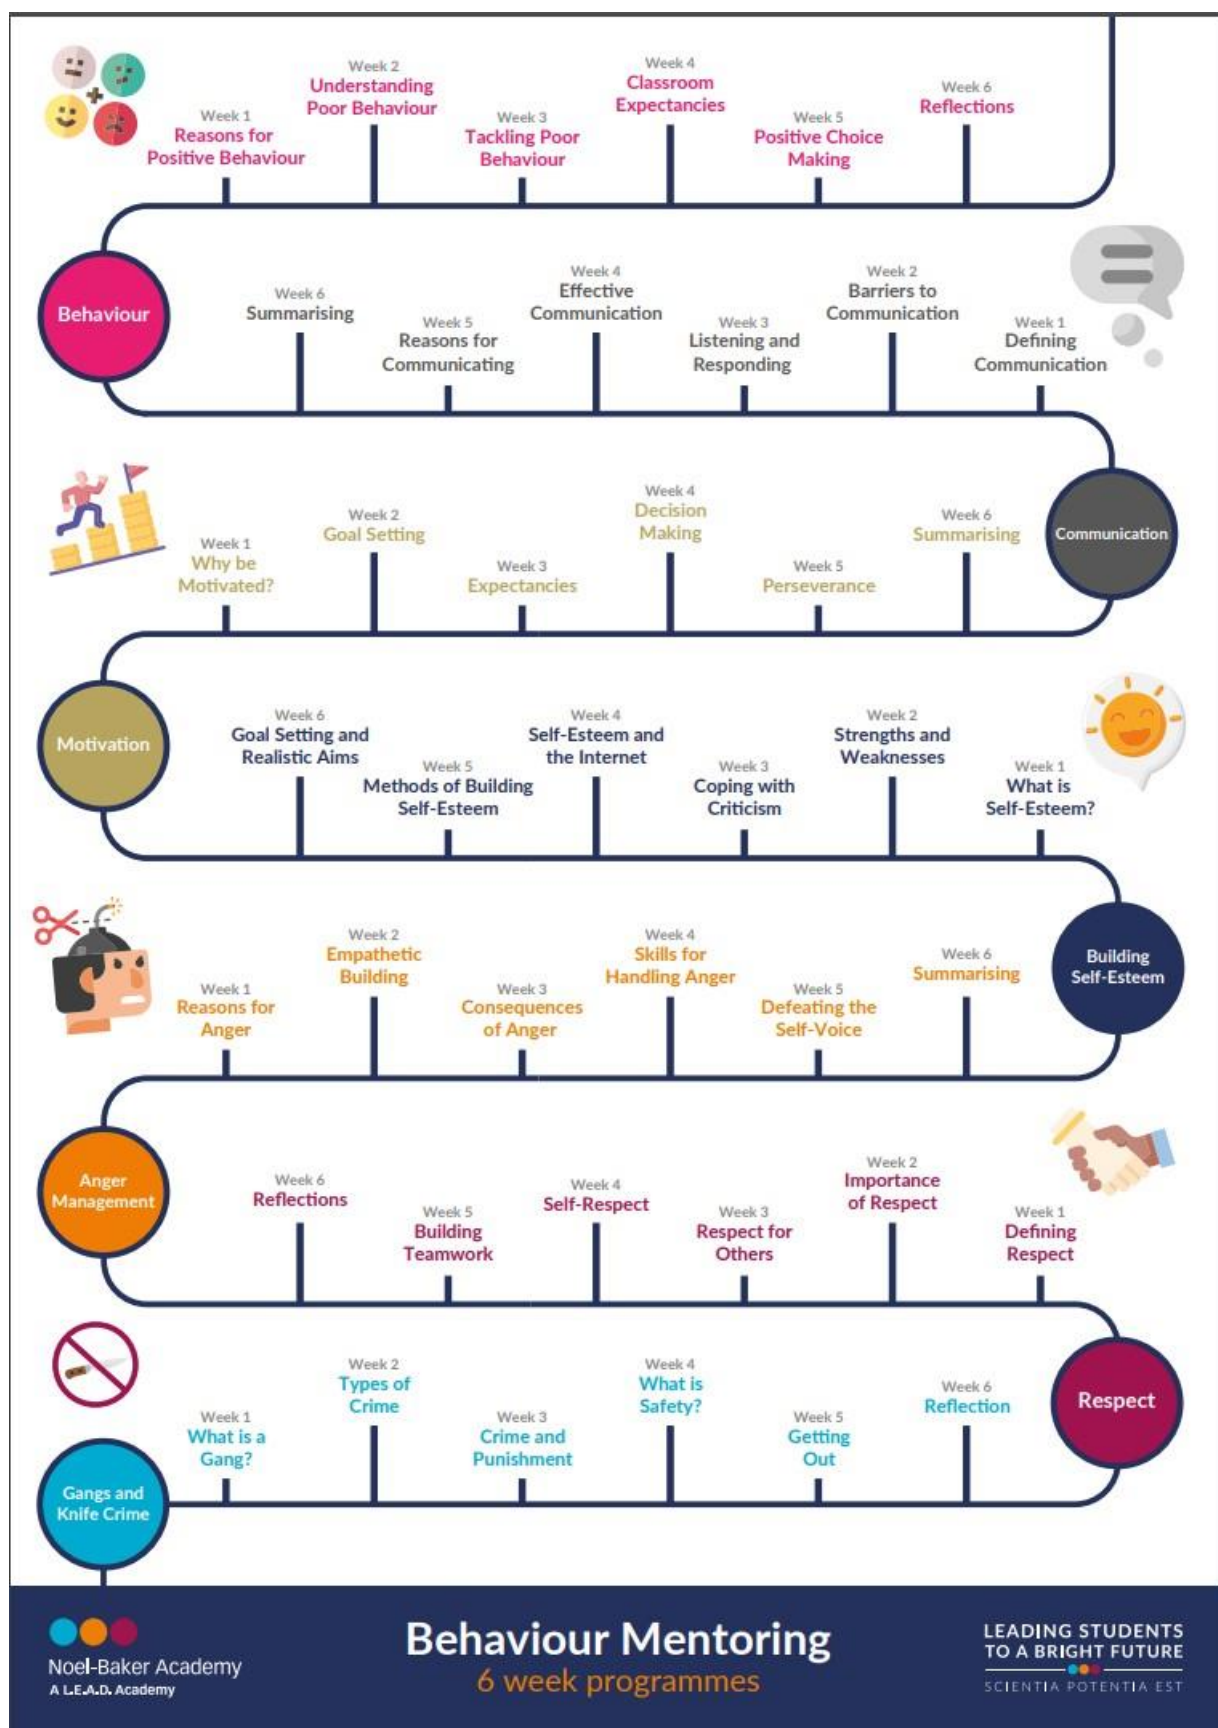 Week 1
Reasons for
Positive Behaviour
Week 2
Understanding
Poor Behaviour
Week 3
Tackling Poor
Behaviour
Week 4
Classroom
Expectancies
Week 5
Positive Choice
Making
Week 6
Reflections
Behaviour
Week 6
Summarising
Week 5
Reasons for
Communicating
Week 4
Effective
Communication
Week 3
Listening and
Responding
Week 2
Barriers to
Communication
Week 1
Defining
Communication
Communication
Week 1
Why be
Motivated?
Week 2
Goal Setting
Week 3
Expectancies
Week 4
Decision
Making
Week 5
Perseverance
Week 6
Summarising
Motivation
Week 6
Goal Setting and
Realistic Aims
Week 5
Methods of Building
Self-Esteem
Week 4
Self-Esteem and
the Internet
Week 3
Coping with
Criticism
Week 2
Strengths and
Weaknesses
Week 1
What is
Self-Esteem?
Building
Self-Esteem
Week 1
Reasons for
Anger
Week 2
Empathetic
Building
Week 3
Consequences
of Anger
Week 4
Skills for
Handling Anger
Week 5
Defeating the
Self-Voice
Week 6
Summarising
Anger
Management
Week 6
Reflections
Week 5
Building
Teamwork
Week 4
Self-Respect
Week 3
Respect for
Others
Week 2
Importance
of Respect
Week 1
Defining
Respect
Respect
Week 1
What is a
Gang?
Week 2
Types of
Crime
Week 3
Crime and
Punishment
Week 4
What is
Safety?
Week 5
Getting
Out
Week 6
Reflection
Gangs and
Knife Crime
Noel-Baker Academy
A L.E.A.D. Academy
Behaviour Mentoring
6 week programmes
LEADING STUDENTS
TO A BRIGHT FUTURE
SCIENTIA POTENTIA EST